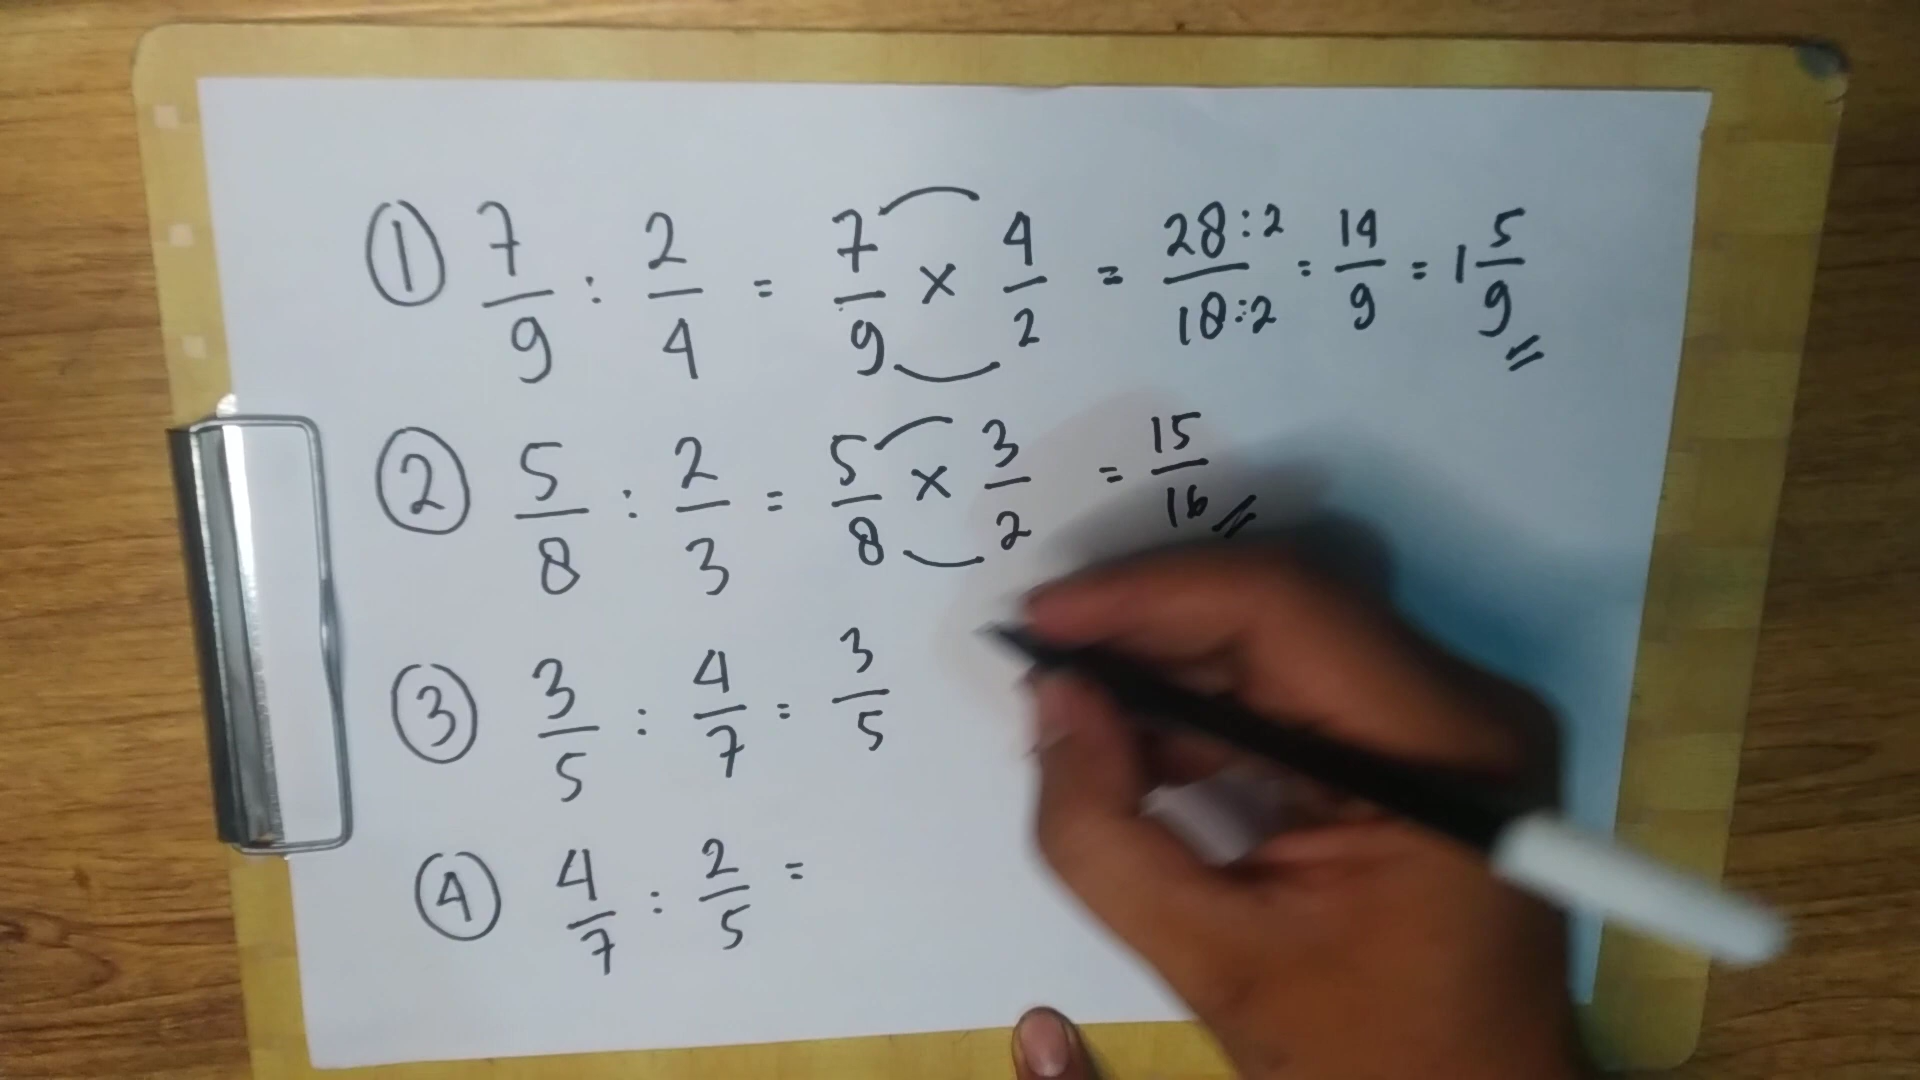 ① 7/9 : 2/4 = 7/9 × 4/2 = 28:2/18:2 = 14/9 = 1 5/9
② 5/8 : 2/3 = 5/8 × 3/2 = 15/16
③ 3/5 : 4/7 = 3/5
④ 4/7 : 2/5 =